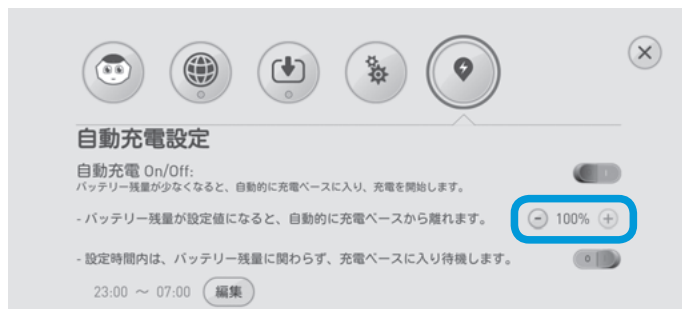 自動充電設定
自動充電 On/Off:
バッテリー残量が少なくなると、自動的に充電ベースに入り、充電を開始します。
- バッテリー残量が設定値になると、自動的に充電ベースから離れます。 - 100% +
- 設定時間内は、バッテリー残量に関わらず、充電ベースに入り待機します。
23:00 ～ 07:00 編集